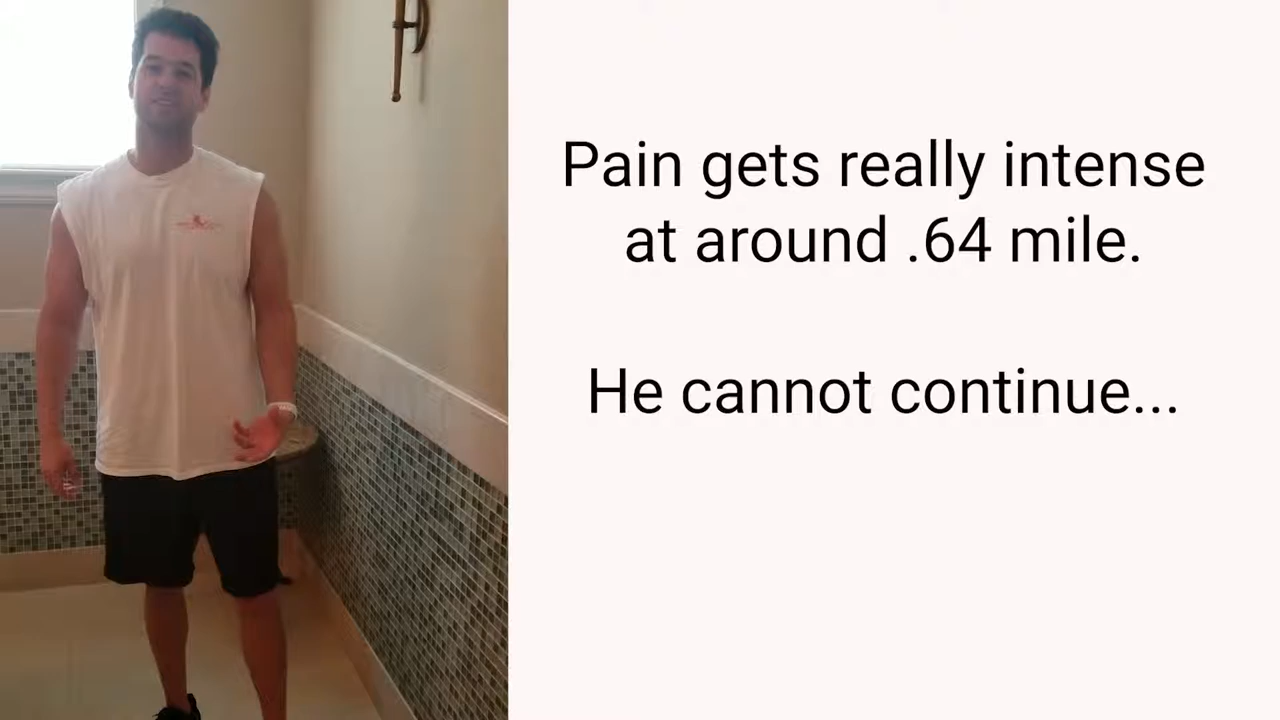 Pain gets really intense
at around .64 mile.
He cannot continue...